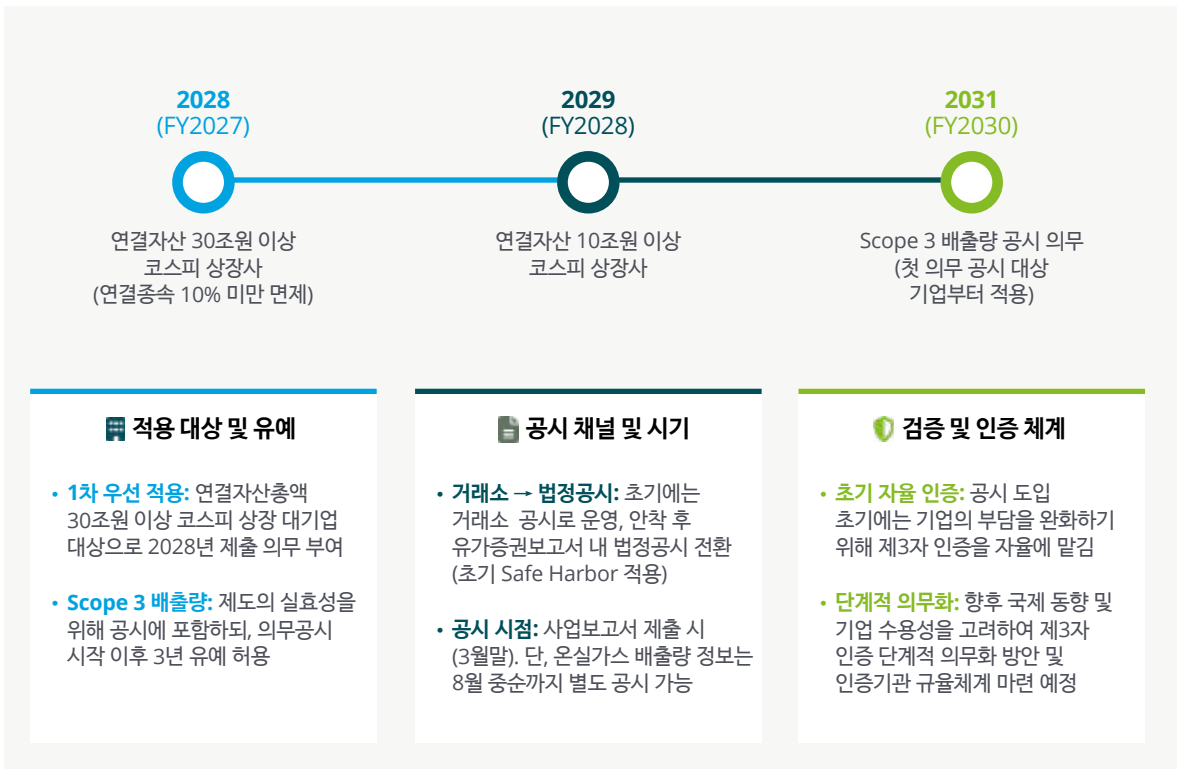 2028
(FY2027)
연결자산 30조원 이상
코스피 상장사
(연결종속 10% 미만 면제)
2029
(FY2028)
연결자산 10조원 이상
코스피 상장사
2031
(FY2030)
Scope 3 배출량 공시 의무
(첫 의무 공시 대상
기업부터 적용)
적용 대상 및 유예
• 1차 우선 적용: 연결자산총액
30조원 이상 코스피 상장 대기업
대상으로 2028년 제출 의무 부여
• Scope 3 배출량: 제도의 실효성을
위해 공시에 포함하되, 의무공시
시작 이후 3년 유예 허용
공시 채널 및 시기
• 거래소 → 법정공시: 초기에는
거래소 공시로 운영, 안착 후
유가증권보고서 내 법정공시 전환
(초기 Safe Harbor 적용)
• 공시 시점: 사업보고서 제출 시
(3월말). 단, 온실가스 배출량 정보는
8월 중순까지 별도 공시 가능
검증 및 인증 체계
• 초기 자율 인증: 공시 도입
초기에는 기업의 부담을 완화하기
위해 제3자 인증을 자율에 맡김
• 단계적 의무화: 향후 국제 동향 및
기업 수용성을 고려하여 제3자
인증 단계적 의무화 방안 및
인증기관 규율체계 마련 예정